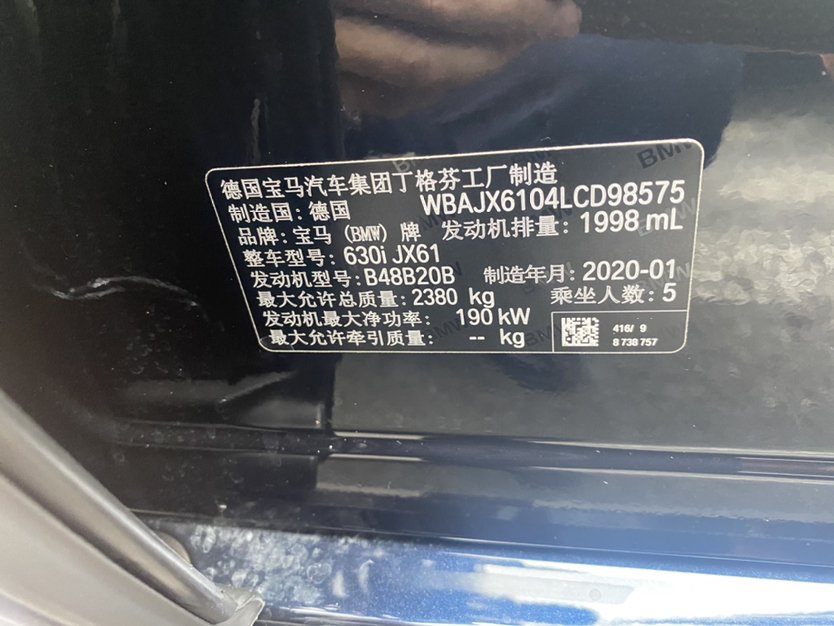 德国宝马汽车集团丁格芬工厂制造
制造国：德国 WBAJX6104LCD98575
品牌：宝马（BMW）牌 发动机排量：1998 mL
整车型号：630i JX61
发动机型号：B48B20B 制造年月：2020-01
最大允许总质量：2380 kg 乘坐人数：5
发动机最大净功率： 190 kW
最大允许牵引质量： -- kg
416/ 9
8 738 757
BMW
BMW